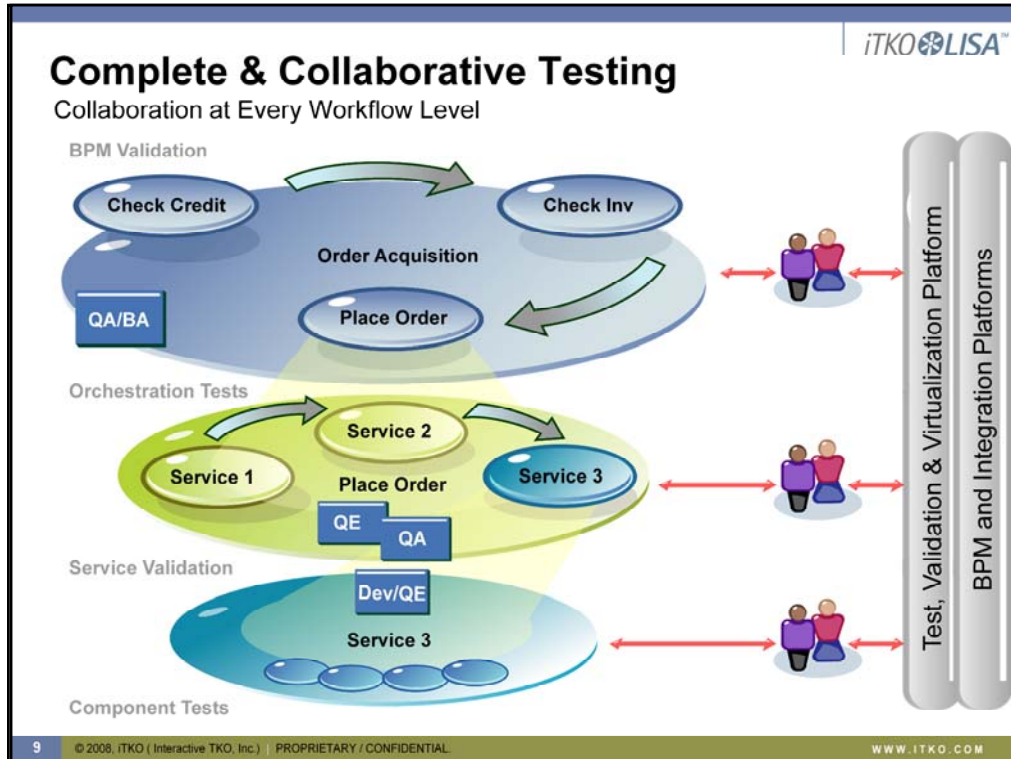 iTKO LISA™
Complete & Collaborative Testing
Collaboration at Every Workflow Level
BPM Validation
Check Credit
Check Inv
Order Acquisition
QA/BA
Place Order
Orchestration Tests
Service 2
Service 1
Service 3
Place Order
QE
QA
Service Validation
Dev/QE
Service 3
Component Tests
Test, Validation & Virtualization Platform
BPM and Integration Platforms
9 © 2008, iTKO ( Interactive TKO, Inc.) | PROPRIETARY / CONFIDENTIAL. WWW.ITKO.COM